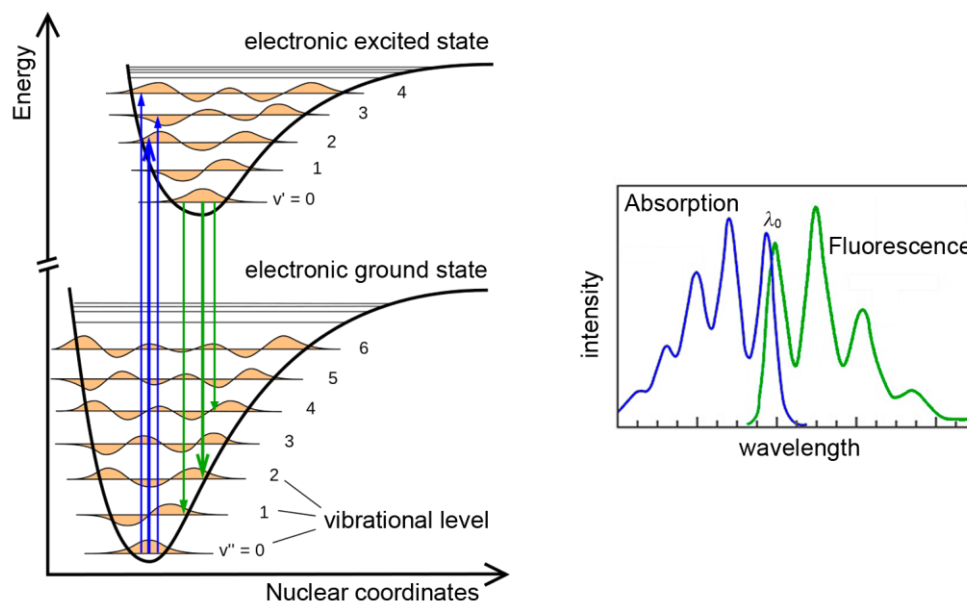 Energy
electronic excited state
4
3
2
1
v' = 0
electronic ground state
6
5
4
3
2
1
vibrational level
v'' = 0
Nuclear coordinates
Absorption
λ₀
Fluorescence
intensity
wavelength